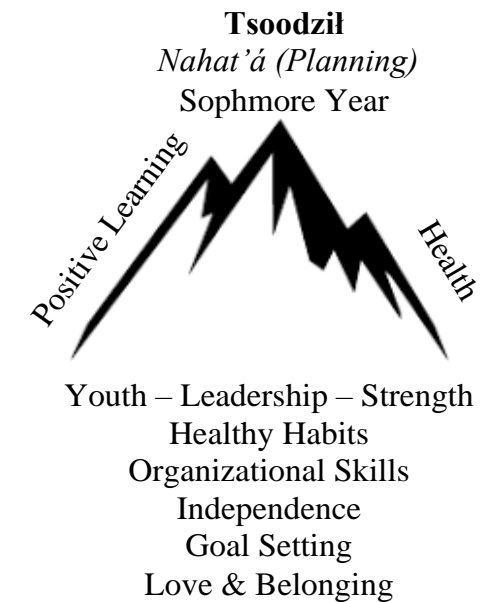 Tsoodził
Nahat’á (Planning)
Sophmore Year
Positive Learning
Health
Youth – Leadership – Strength
Healthy Habits
Organizational Skills
Independence
Goal Setting
Love & Belonging